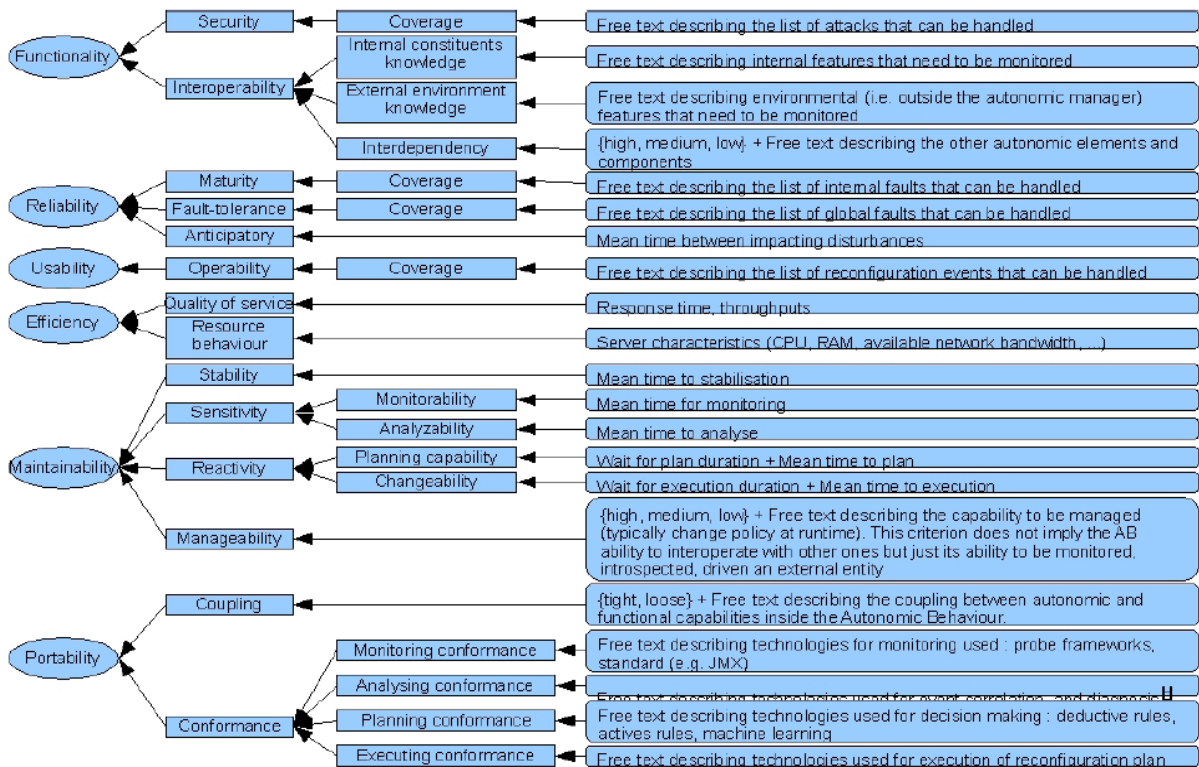 Security
Coverage
Free text describing the list of attacks that can be handled
Functionality
Internal constituents
knowledge
Free text describing internal features that need to be monitored
Interoperability
External environment
knowledge
Free text describing environmental (i.e. outside the autonomic manager)
features that need to be monitored
Interdependency
{high, medium, low} + Free text describing the other autonomic elements and
components
Maturity
Coverage
Free text describing the list of internal faults that can be handled
Reliability
Fault-tolerance
Coverage
Free text describing the list of global faults that can be handled
Anticipatory
Mean time between impacting disturbances
Usability
Operability
Coverage
Free text describing the list of reconfiguration events that can be handled
Efficiency
Quality of service
Response time, throughputs
Resource
behaviour
Server characteristics (CPU, RAM, available network bandwidth, ...)
Stability
Mean time to stabilisation
Sensitivity
Monitorability
Mean time for monitoring
Analyzability
Mean time to analyse
Maintainability
Reactivity
Planning capability
Wait for plan duration + Meantime to plan
Changeability
Wait for execution duration + Mean time to execution
Manageability
{high, medium, low} + Free text describing the capability to be managed
(typically change policy at runtime). This criterion does not imply the AB
ability to interoperate with other ones but just its ability to be monitored,
introspected, driven an external entity
Coupling
{tight, loose} + Free text describing the coupling between autonomic and
functional capabilities inside the Autonomic Behaviour.
Portability
Monitoring conformance
Free text describing technologies for monitoring used : probe frameworks,
standard (e.g. JMX)
Analysing conformance
Free text describing technologies used for event correlation, and diagnosis
Conformance
Planning conformance
Free text describing technologies used for decision making : deductive rules,
actives rules, machine learning
Executing conformance
Free text describing technologies used for execution of reconfiguration plan